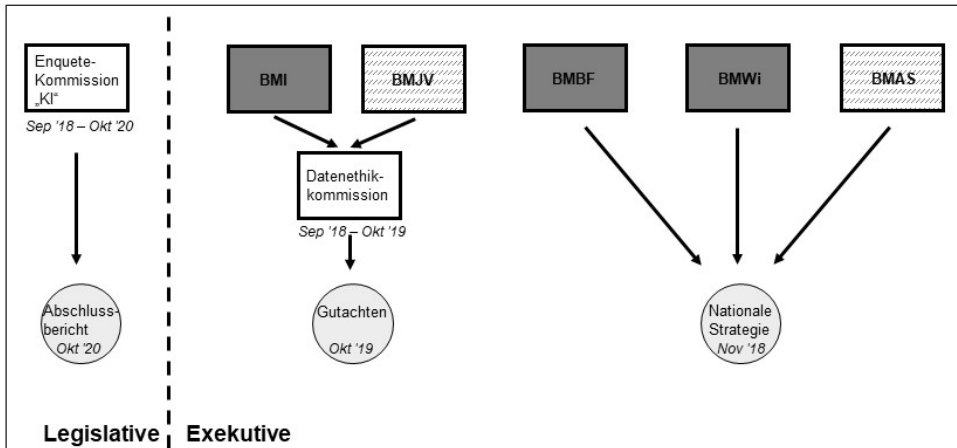 Enquete-
Kommission
„KI"
Sep '18 – Okt '20
Abschluss-
bericht
Okt '20
BMI
BMJV
Datenethik-
kommission
Sep '18 – Okt '19
Gutachten
Okt '19
BMBF
BMWi
BMAS
Nationale
Strategie
Nov '18
Legislative
Exekutive